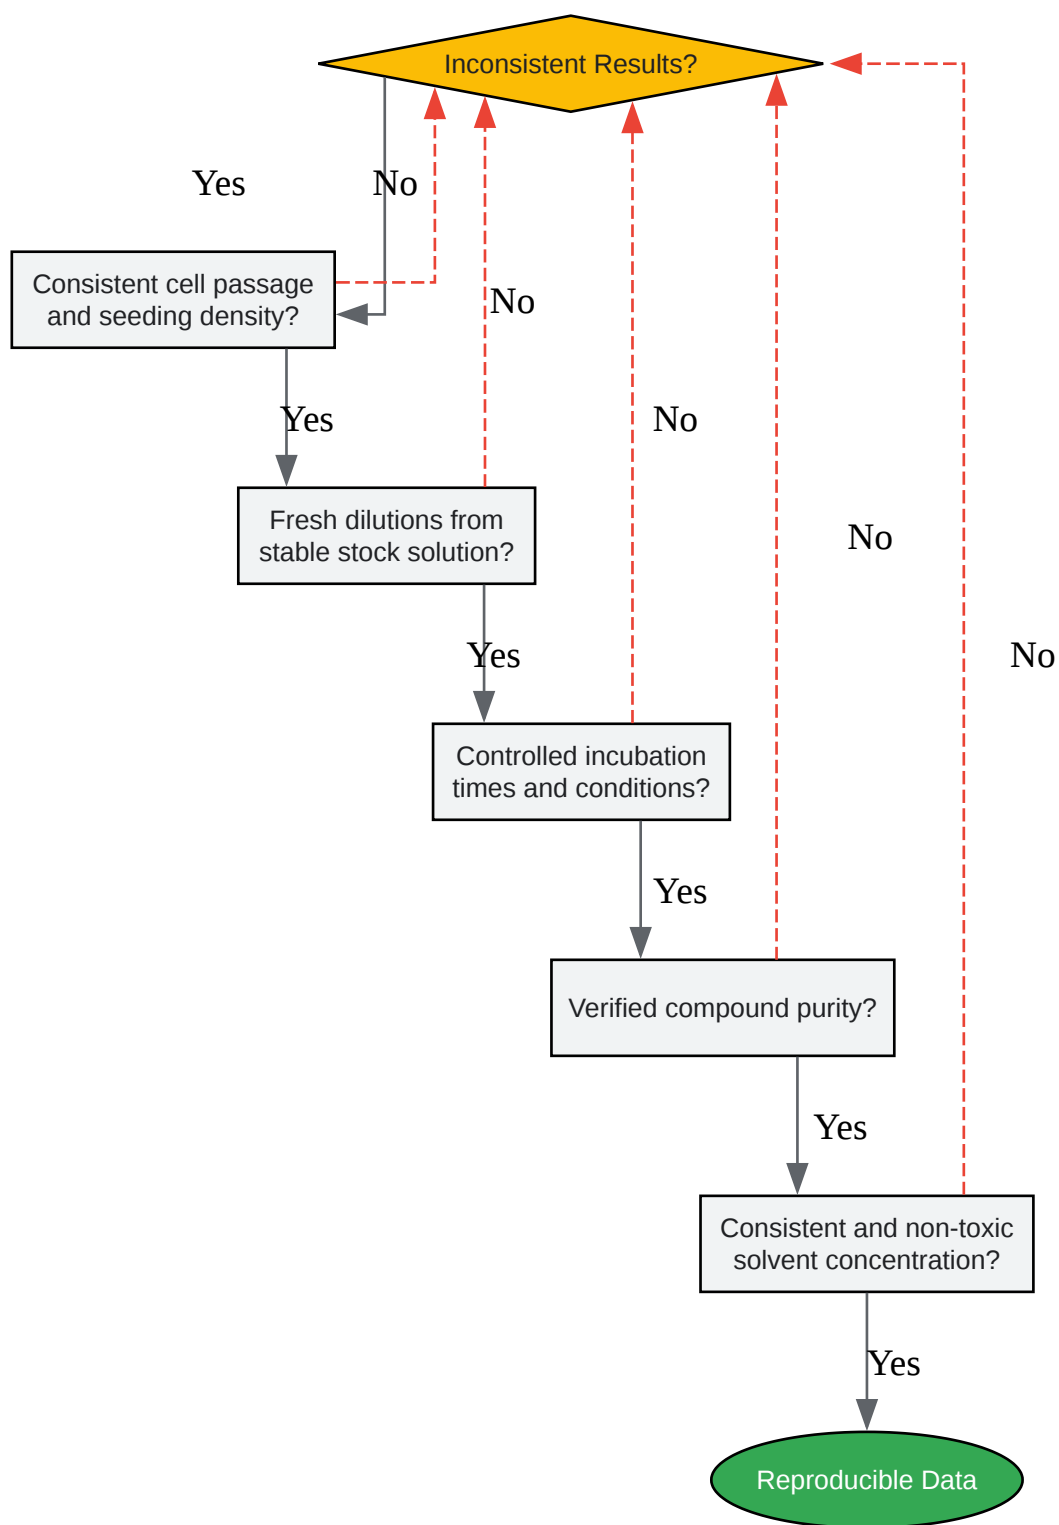 Inconsistent Results?
Yes
No
Consistent cell passage
and seeding density?
No
Yes
No
Fresh dilutions from
stable stock solution?
No
Yes
No
Controlled incubation
times and conditions?
Yes
Verified compound purity?
Yes
Consistent and non-toxic
solvent concentration?
Yes
Reproducible Data